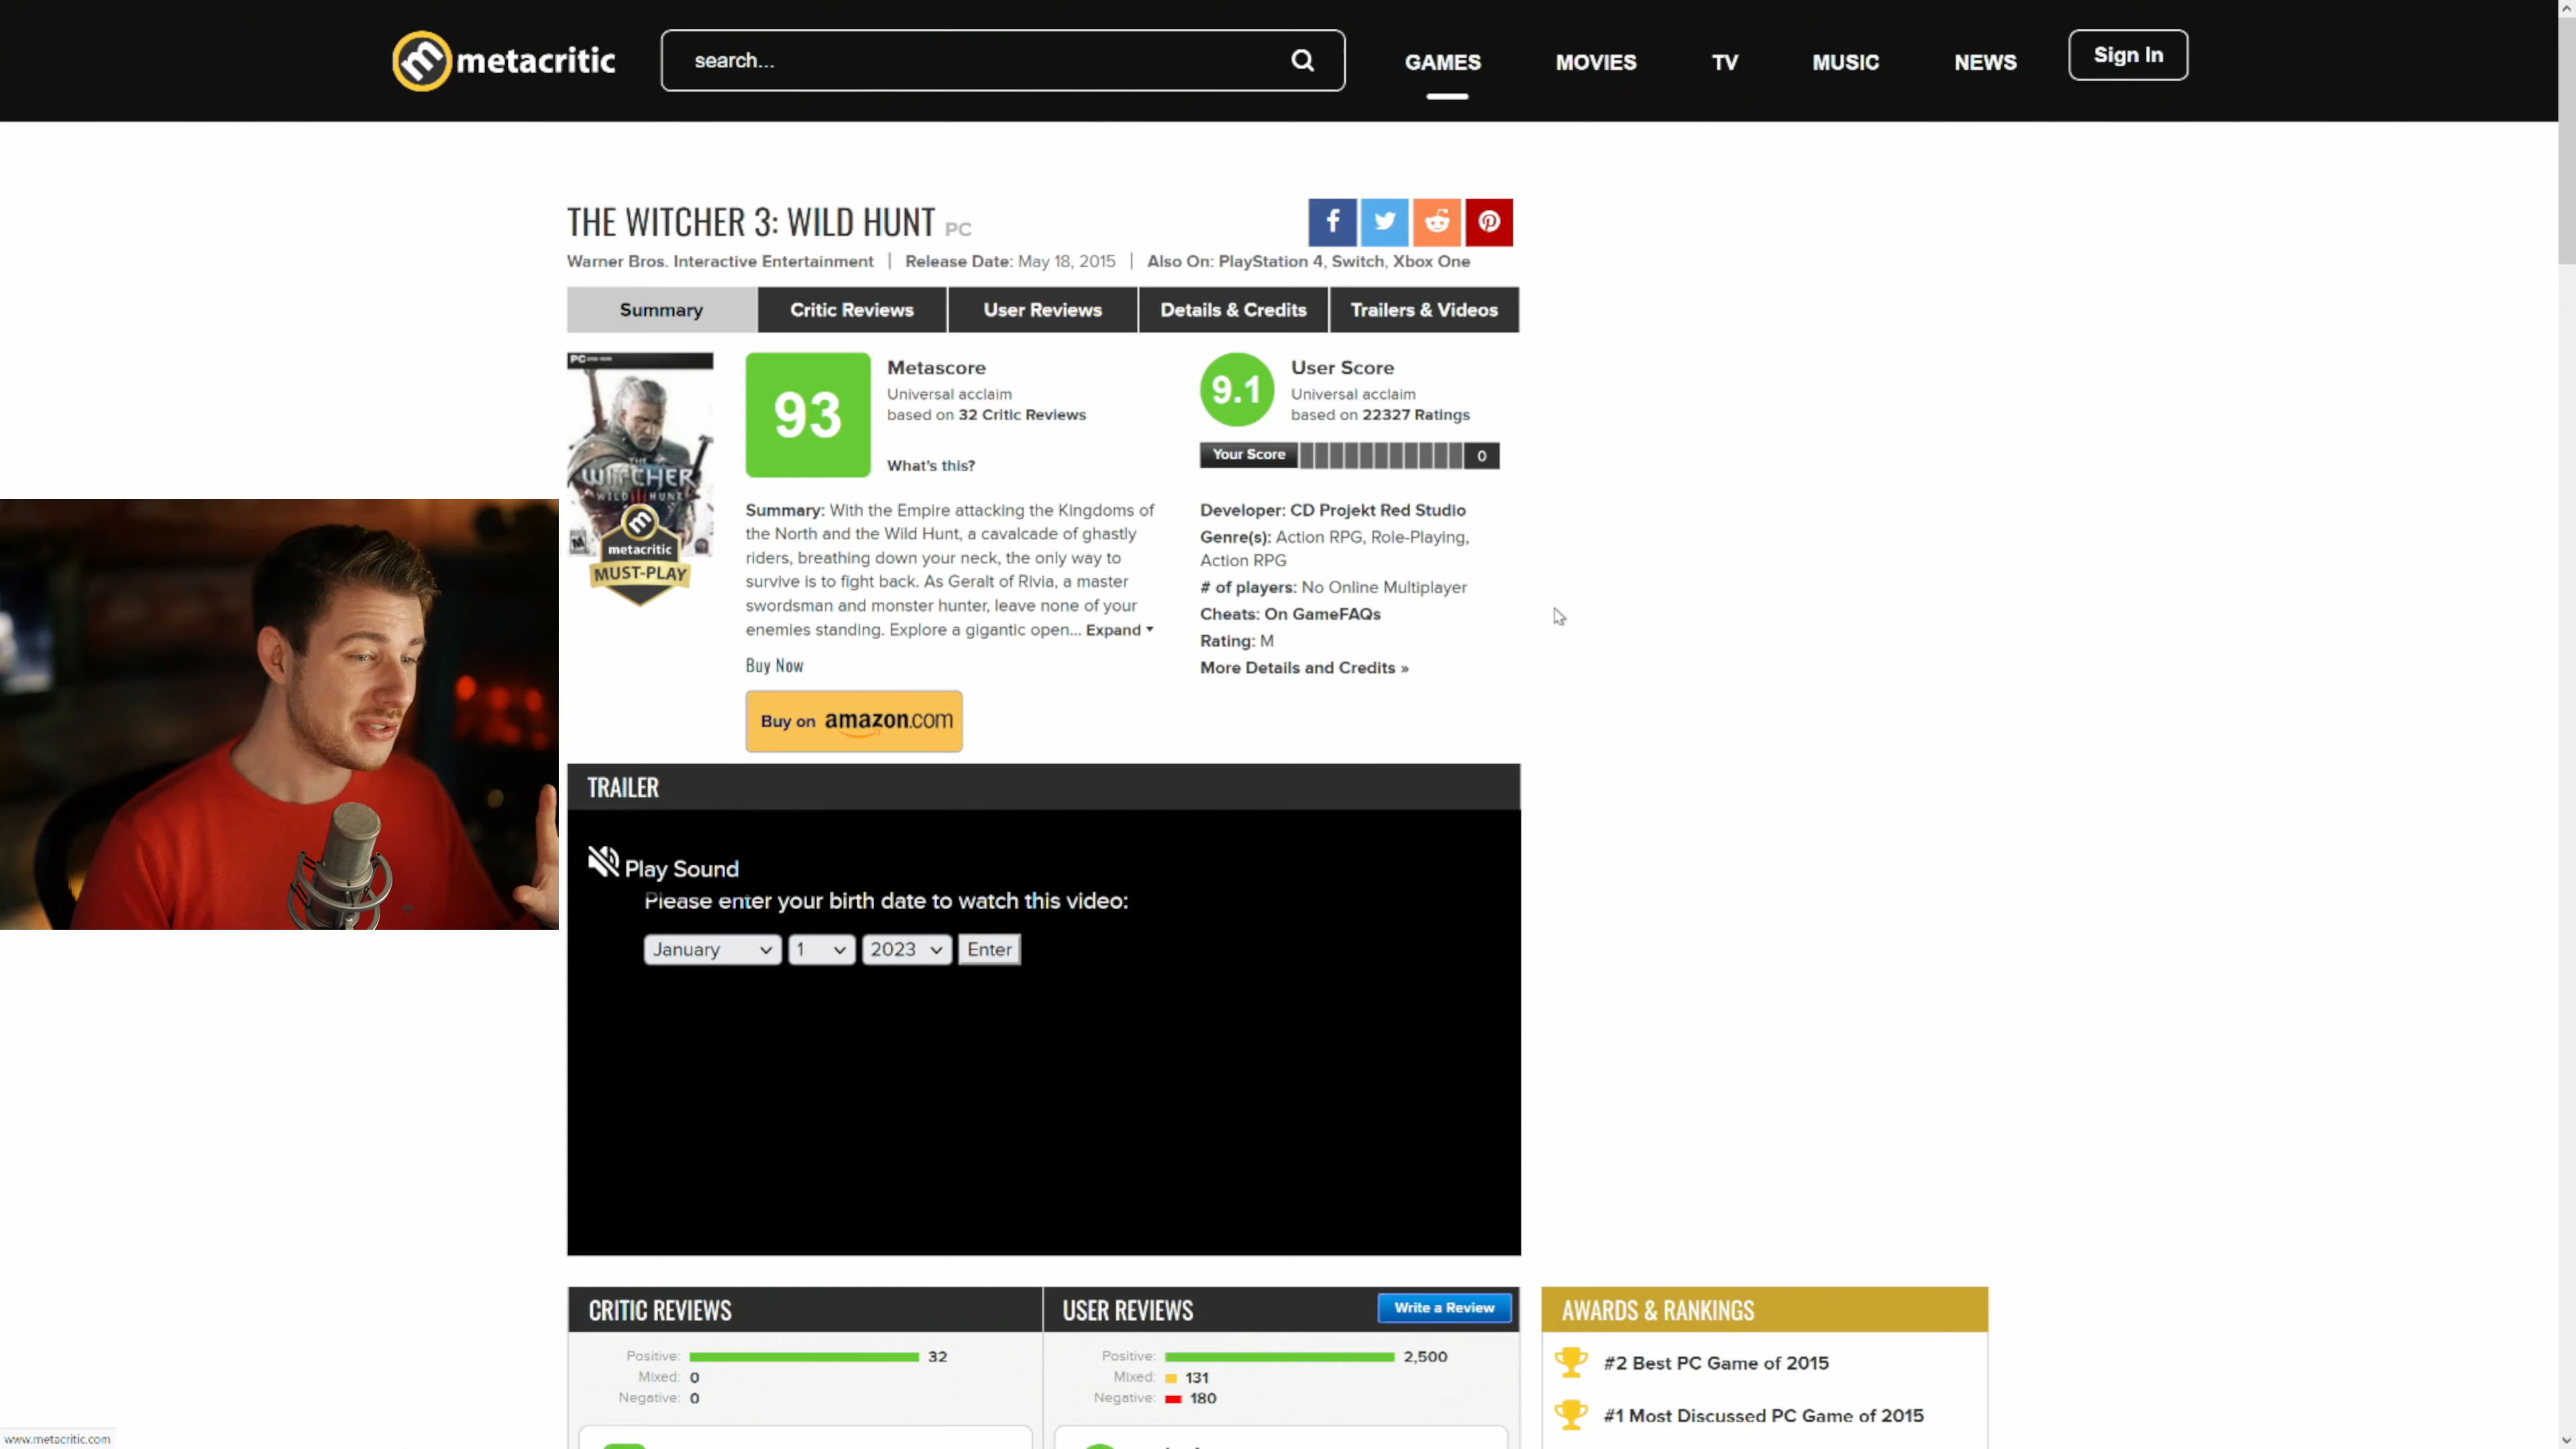 metacritic
search...
GAMES
MOVIES
TV
MUSIC
NEWS
Sign In
THE WITCHER 3: WILD HUNT PC
Warner Bros. Interactive Entertainment | Release Date: May 18, 2015 | Also On: PlayStation 4, Switch, Xbox One
Summary
Critic Reviews
User Reviews
Details & Credits
Trailers & Videos
PC
THE
WITCHER
WILD HUNT
M
metacritic
MUST-PLAY
93
Metascore
Universal acclaim
based on 32 Critic Reviews
What's this?
9.1
User Score
Universal acclaim
based on 22327 Ratings
Your Score
0
Summary: With the Empire attacking the Kingdoms of
the North and the Wild Hunt, a cavalcade of ghastly
riders, breathing down your neck, the only way to
survive is to fight back. As Geralt of Rivia, a master
swordsman and monster hunter, leave none of your
enemies standing. Explore a gigantic open... Expand
Developer: CD Projekt Red Studio
Genre(s): Action RPG, Role-Playing,
Action RPG
# of players: No Online Multiplayer
Cheats: On GameFAQs
Rating: M
More Details and Credits »
Buy Now
Buy on amazon.com
TRAILER
Play Sound
Please enter your birth date to watch this video:
January
1
2023
Enter
CRITIC REVIEWS
Positive: 32
Mixed: 0
Negative: 0
USER REVIEWS
Write a Review
Positive: 2,500
Mixed: 131
Negative: 180
AWARDS & RANKINGS
#2 Best PC Game of 2015
#1 Most Discussed PC Game of 2015
www.metacritic.com